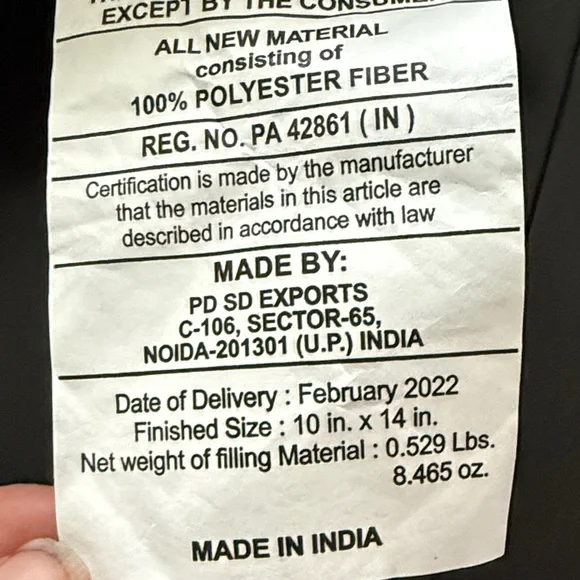 EXCEPT BY THE CONSUMER
ALL NEW MATERIAL
consisting of
100% POLYESTER FIBER
REG. NO. PA 42861 ( IN )
Certification is made by the manufacturer
that the materials in this article are
described in accordance with law
MADE BY:
PD SD EXPORTS
C-106, SECTOR-65,
NOIDA-201301 (U.P.) INDIA
Date of Delivery : February 2022
Finished Size : 10 in. x 14 in.
Net weight of filling Material : 0.529 Lbs.
8.465 oz.
MADE IN INDIA